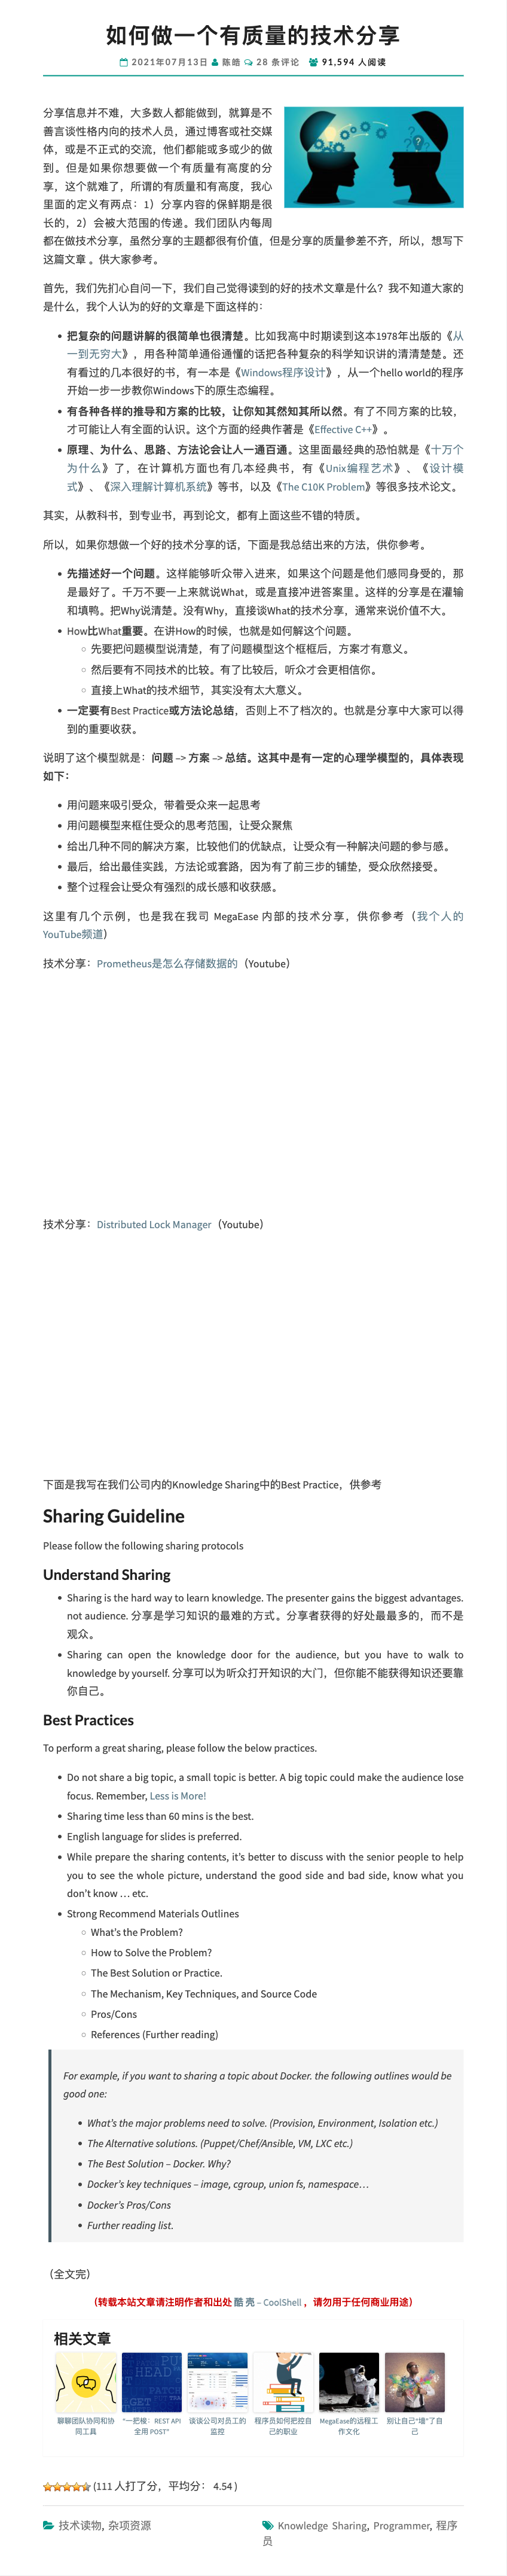 如何做一个有质量的技术分享
2021年07月13日 陈皓 28 条评论 91,594 人阅读
分享信息并不难，大多数人都能做到，就算是不
善言谈性格内向的技术人员，通过博客或社交媒
体，或是不正式的交流，他们都能或多或少的做
到。但是如果你想要做一个有质量有高度的分
享，这个就难了，所谓的有质量和有高度，我心
里面的定义有两点：1）分享内容的保鲜期是很
长的，2）会被大范围的传递。我们团队内每周
都在做技术分享，虽然分享的主题都很有价值，但是分享的质量参差不齐，所以，想写下
这篇文章 。供大家参考。
首先，我们先扪心自问一下，我们自己觉得读到的好的技术文章是什么？我不知道大家的
是什么，我个人认为的好的文章是下面这样的：
把复杂的问题讲解的很简单也很清楚。比如我高中时期读到这本1978年出版的《从
一到无穷大》，用各种简单通俗通懂的话把各种复杂的科学知识讲的清清楚楚。还
有看过的几本很好的书，有一本是《Windows程序设计》，从一个hello world的程序
开始一步一步教你Windows下的原生态编程。
有各种各样的推导和方案的比较，让你知其然知其所以然。有了不同方案的比较，
才可能让人有全面的认识。这个方面的经典作著是《Effective C++》。
原理、为什么、思路、方法论会让人一通百通。这里面最经典的恐怕就是《十万个
为什么》了，在计算机方面也有几本经典书，有《Unix编程艺术》、《设计模
式》、《深入理解计算机系统》等书，以及《The C10K Problem》等很多技术论文。
其实，从教科书，到专业书，再到论文，都有上面这些不错的特质。
所以，如果你想做一个好的技术分享的话，下面是我总结出来的方法，供你参考。
先描述好一个问题。这样能够听众带入进来，如果这个问题是他们感同身受的，那
是最好了。千万不要一上来就说What，或是直接冲进答案里。这样的分享是在灌输
和填鸭。把Why说清楚。没有Why，直接谈What的技术分享，通常来说价值不大。
How比What重要。在讲How的时候，也就是如何解这个问题。
先要把问题模型说清楚，有了问题模型这个框框后，方案才有意义。
然后要有不同技术的比较。有了比较后，听众才会更相信你。
直接上What的技术细节，其实没有太大意义。
一定要有Best Practice或方法论总结，否则上不了档次的。也就是分享中大家可以得
到的重要收获。
说明了这个模型就是：问题 –> 方案 –> 总结。这其中是有一定的心理学模型的，具体表现
如下：
用问题来吸引受众，带着受众来一起思考
用问题模型来框住受众的思考范围，让受众聚焦
给出几种不同的解决方案，比较他们的优缺点，让受众有一种解决问题的参与感。
最后，给出最佳实践，方法论或套路，因为有了前三步的铺垫，受众欣然接受。
整个过程会让受众有强烈的成长感和收获感。
这里有几个示例，也是我在我司 MegaEase 内部的技术分享，供你参考（我个人的
YouTube频道）
技术分享：Prometheus是怎么存储数据的（Youtube）
技术分享：Distributed Lock Manager（Youtube）
下面是我写在我们公司内的Knowledge Sharing中的Best Practice，供参考
Sharing Guideline
Please follow the following sharing protocols
Understand Sharing
Sharing is the hard way to learn knowledge. The presenter gains the biggest advantages.
not audience. 分享是学习知识的最难的方式。分享者获得的好处最最多的，而不是
观众。
Sharing can open the knowledge door for the audience, but you have to walk to
knowledge by yourself. 分享可以为听众打开知识的大门，但你能不能获得知识还要靠
你自己。
Best Practices
To perform a great sharing, please follow the below practices.
Do not share a big topic, a small topic is better. A big topic could make the audience lose
focus. Remember, Less is More!
Sharing time less than 60 mins is the best.
English language for slides is preferred.
While prepare the sharing contents, it’s better to discuss with the senior people to help
you to see the whole picture, understand the good side and bad side, know what you
don’t know … etc.
Strong Recommend Materials Outlines
What’s the Problem?
How to Solve the Problem?
The Best Solution or Practice.
The Mechanism, Key Techniques, and Source Code
Pros/Cons
References (Further reading)
For example, if you want to sharing a topic about Docker. the following outlines would be
good one:
What’s the major problems need to solve. (Provision, Environment, Isolation etc.)
The Alternative solutions. (Puppet/Chef/Ansible, VM, LXC etc.)
The Best Solution – Docker. Why?
Docker’s key techniques – image, cgroup, union fs, namespace…
Docker’s Pros/Cons
Further reading list.
（全文完）
（转载本站文章请注明作者和出处 酷 壳 – CoolShell ，请勿用于任何商业用途）
相关文章
聊聊团队协同和协 “一把梭：REST API 谈谈公司对员工的 程序员如何把控自 MegaEase的远程工 别让自己“墙”了自
同工具 全用 POST” 监控 己的职业 作文化 己
(111 人打了分，平均分： 4.54 )
技术读物, 杂项资源 Knowledge Sharing, Programmer, 程序
员